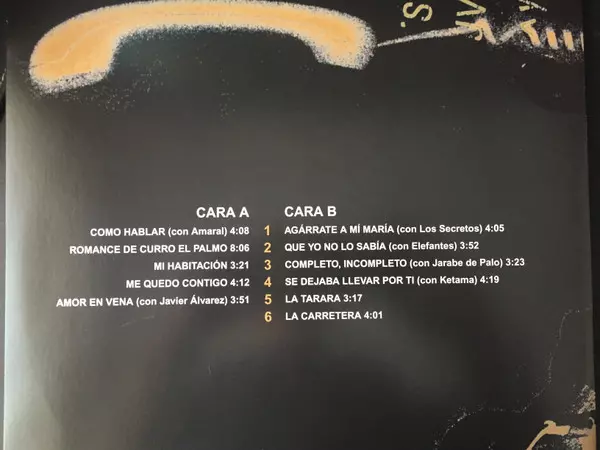 CARA A
COMO HABLAR (con Amaral) 4:08
ROMANCE DE CURRO EL PALMO 8:06
MI HABITACIÓN 3:21
ME QUEDO CONTIGO 4:12
AMOR EN VENA (con Javier Álvarez) 3:51
CARA B
1 AGÁRRATE A MÍ MARÍA (con Los Secretos) 4:05
2 QUE YO NO LO SABÍA (con Elefantes) 3:52
3 COMPLETO, INCOMPLETO (con Jarabe de Palo) 3:23
4 SE DEJABA LLEVAR POR TI (con Ketama) 4:19
5 LA TARARA 3:17
6 LA CARRETERA 4:01